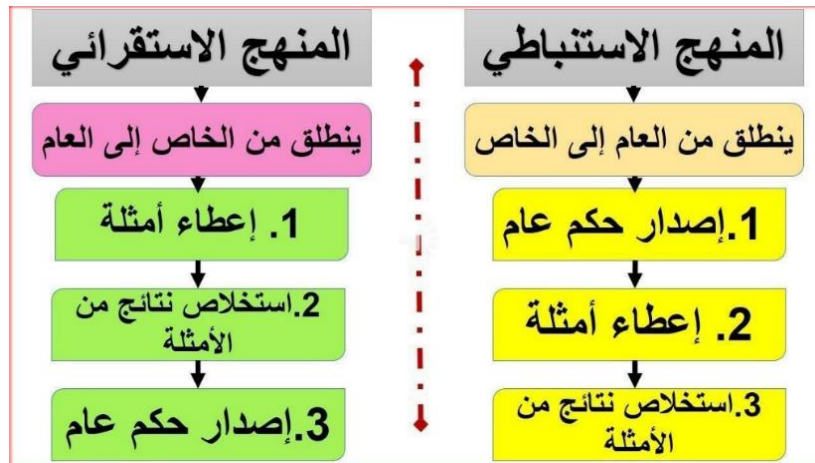 المنهج الاستنباطي
ينطلق من العام إلى الخاص
1.إصدار حكم عام
2. إعطاء أمثلة
3.استخلاص نتائج من
الأمثلة
المنهج الاستقرائي
ينطلق من الخاص إلى العام
1. إعطاء أمثلة
2.استخلاص نتائج من
الأمثلة
3.إصدار حكم عام